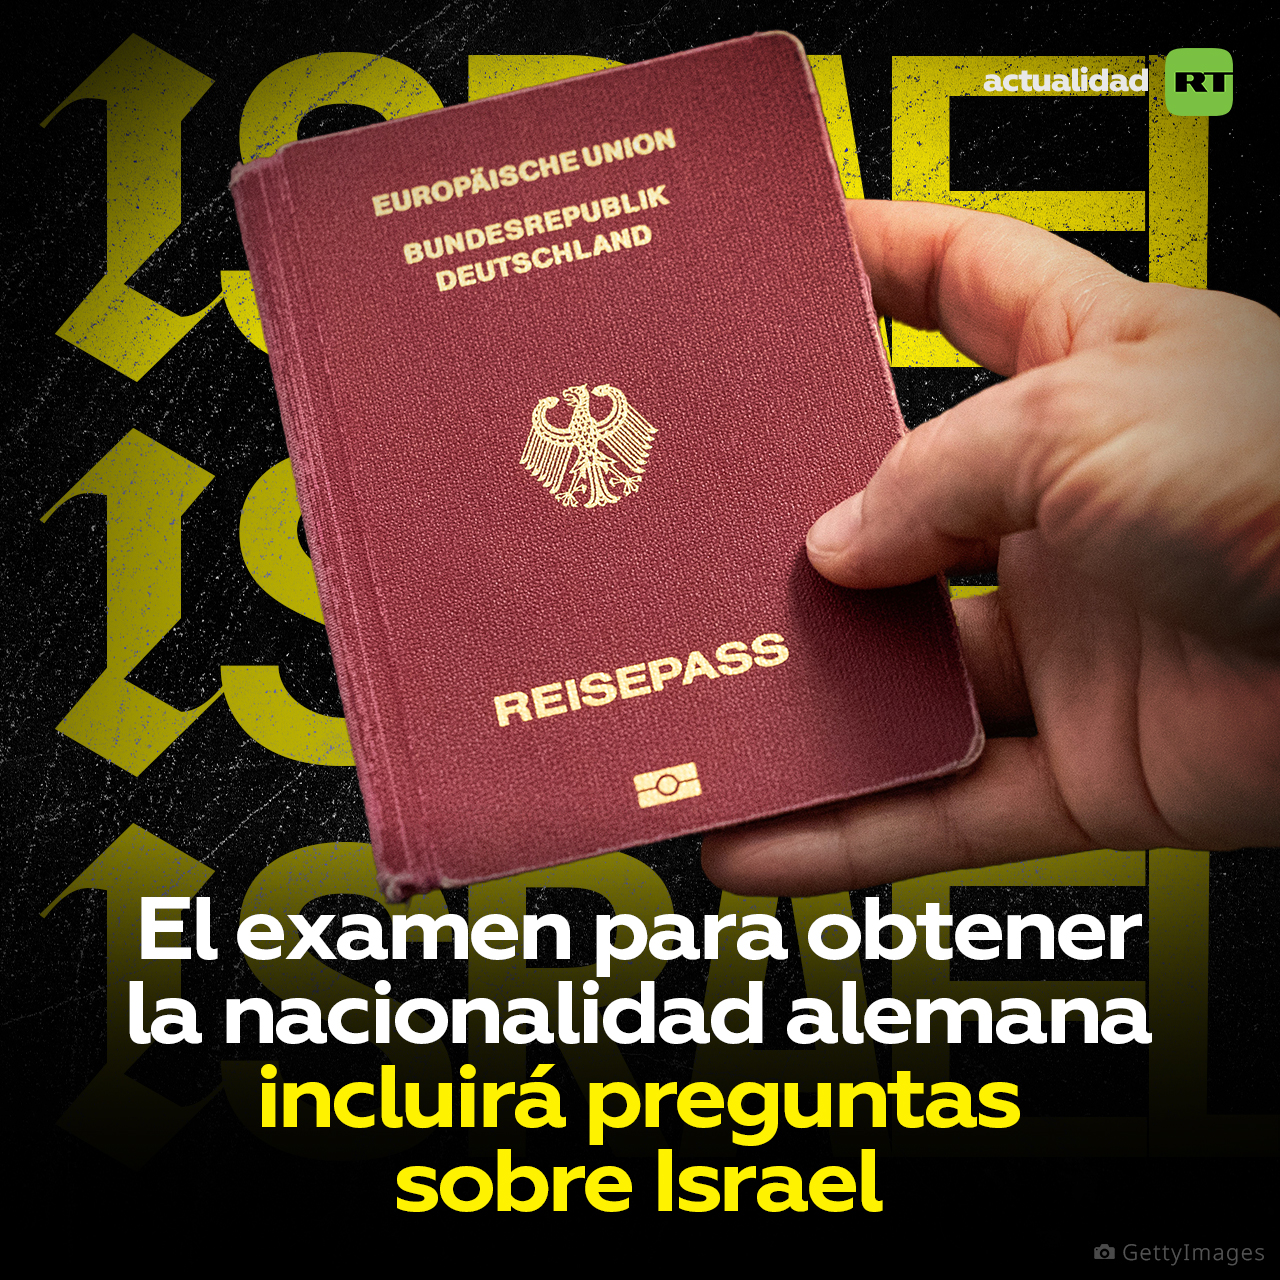 ISRAEL
actualidad RT
EUROPÄISCHE UNION
BUNDESREPUBLIK
DEUTSCHLAND
REISEPASS
El examen para obtener
la nacionalidad alemana
incluirá preguntas
sobre Israel
GettyImages